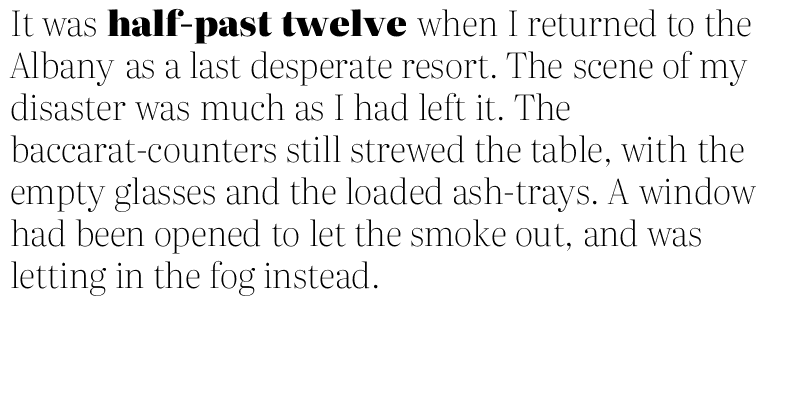 It was half-past twelve when I returned to the
Albany as a last desperate resort. The scene of my
disaster was much as I had left it. The
baccarat-counters still strewed the table, with the
empty glasses and the loaded ash-trays. A window
had been opened to let the smoke out, and was
letting in the fog instead.